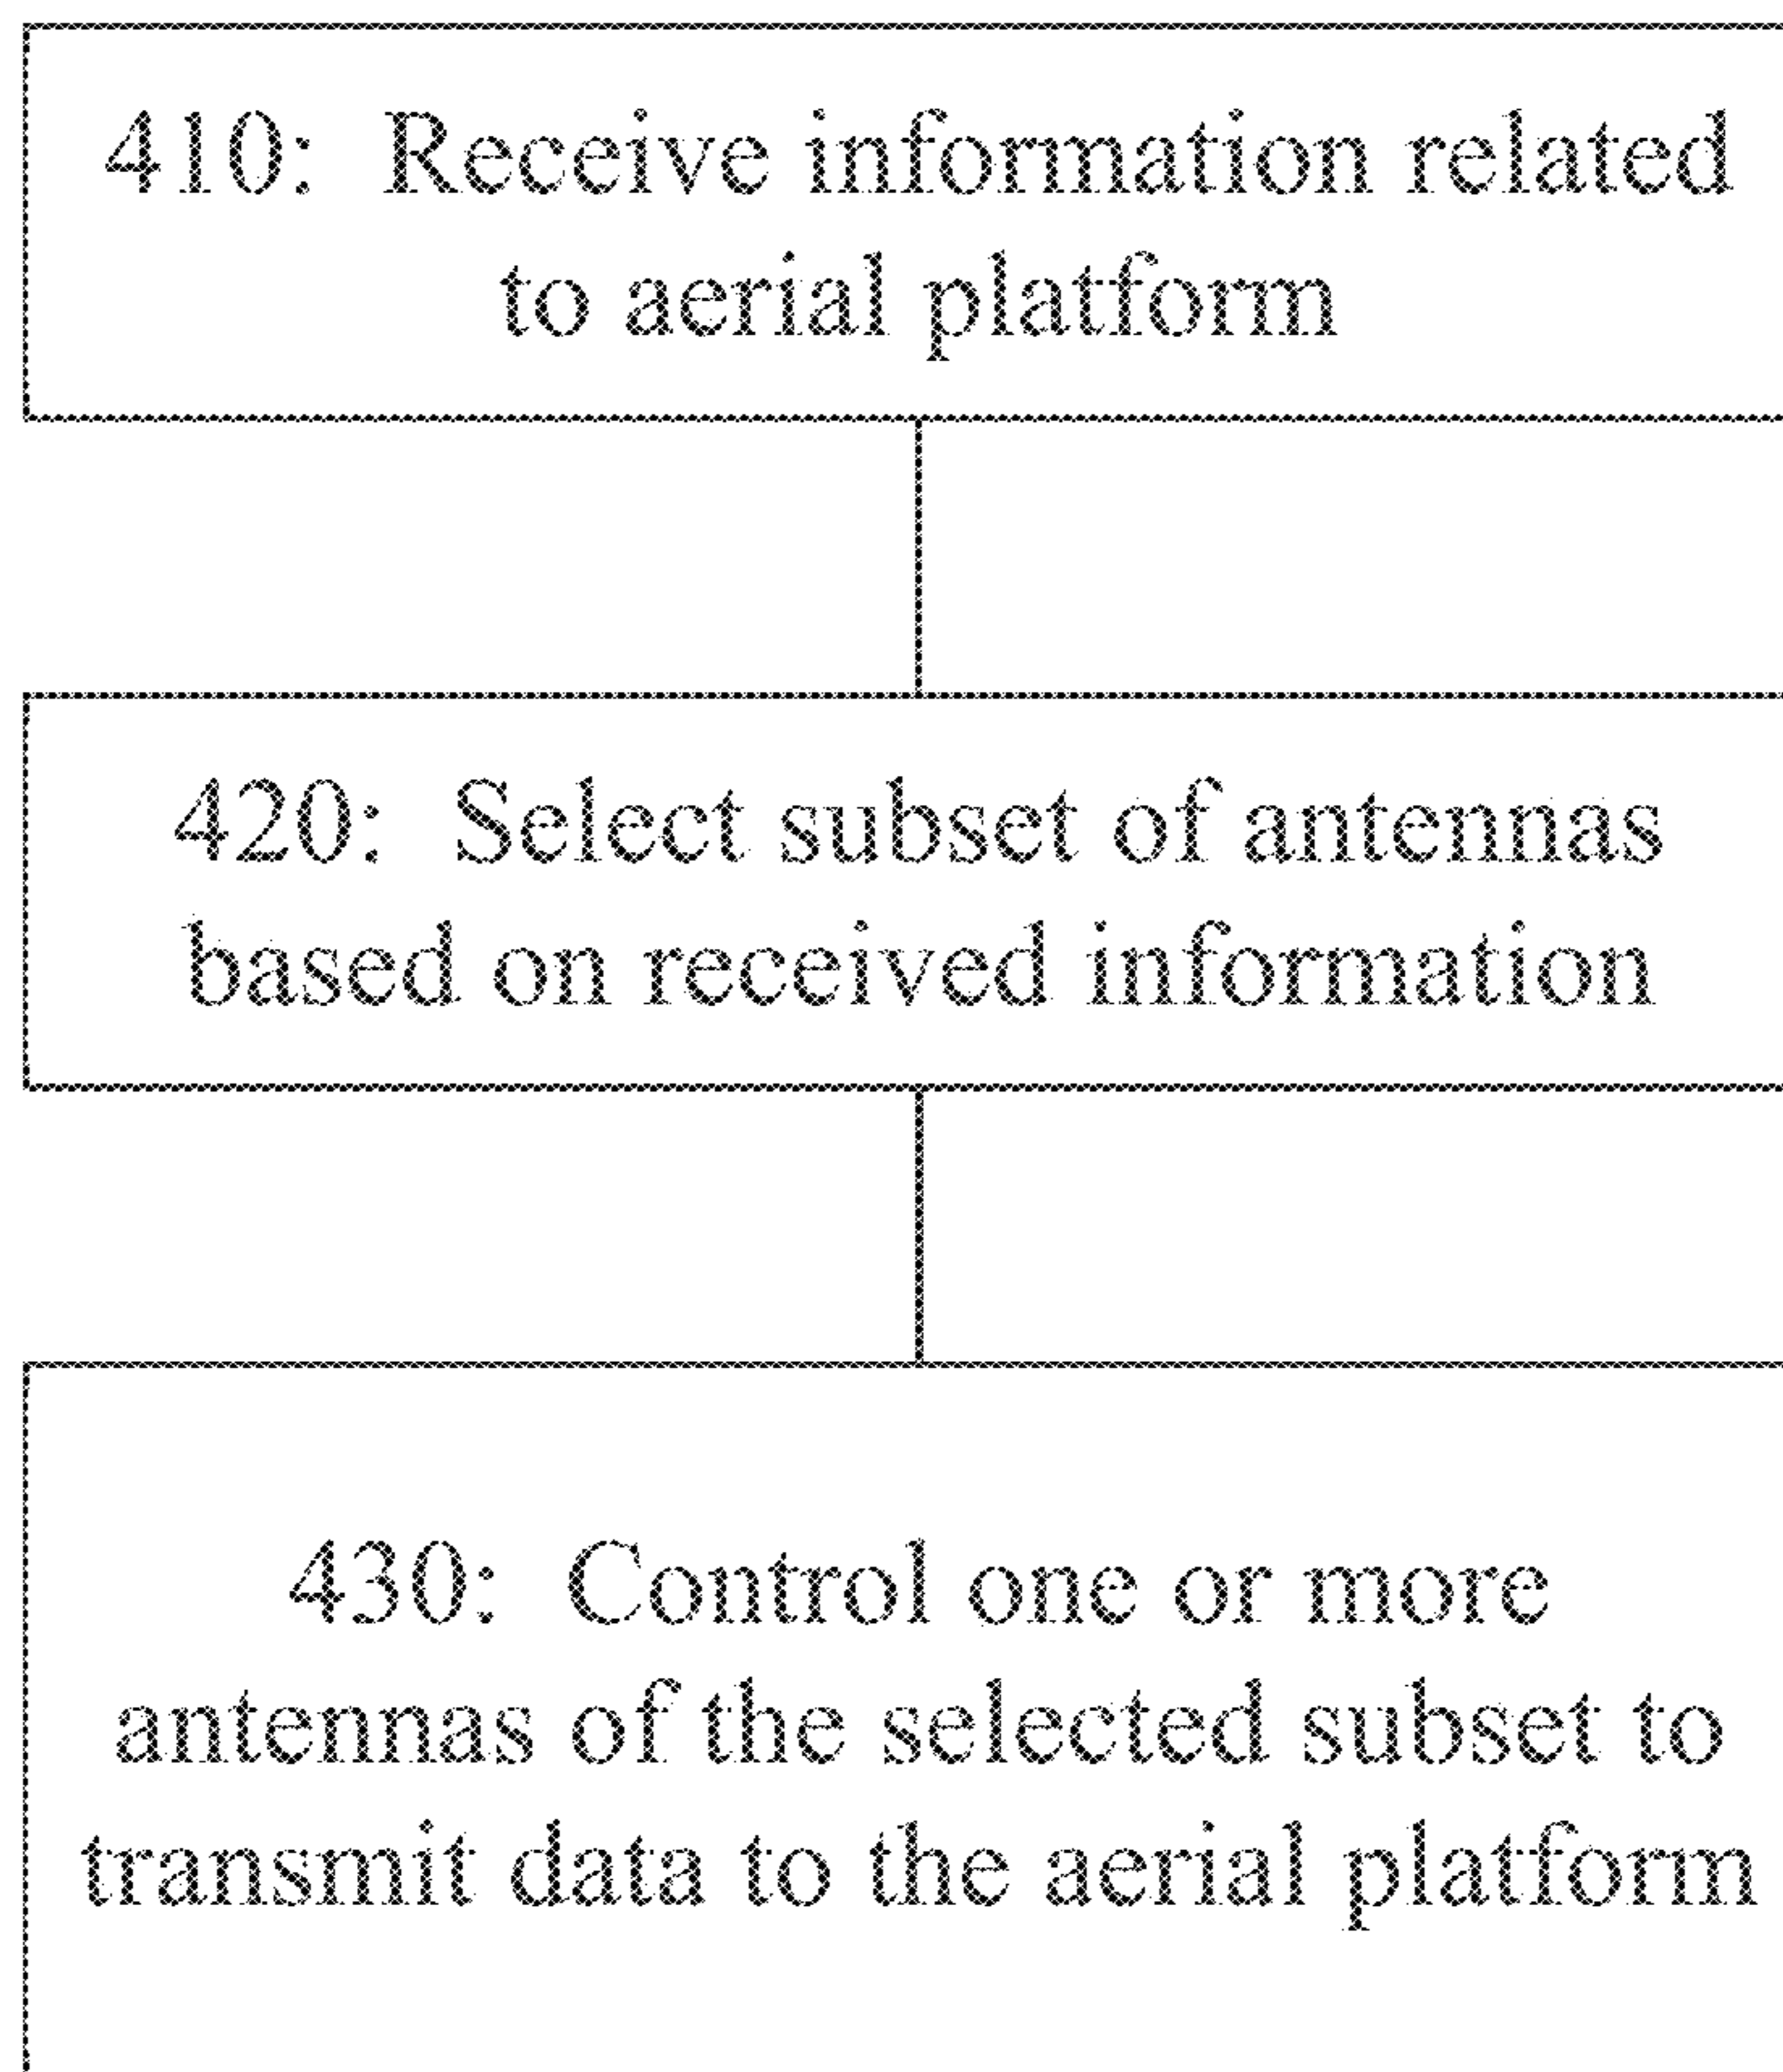 410:  Receive information related
to aerial platform
420:  Select subset of antennas
based on received information
430:  Control one or more
antennas of the selected subset to
transmit data to the aerial platform